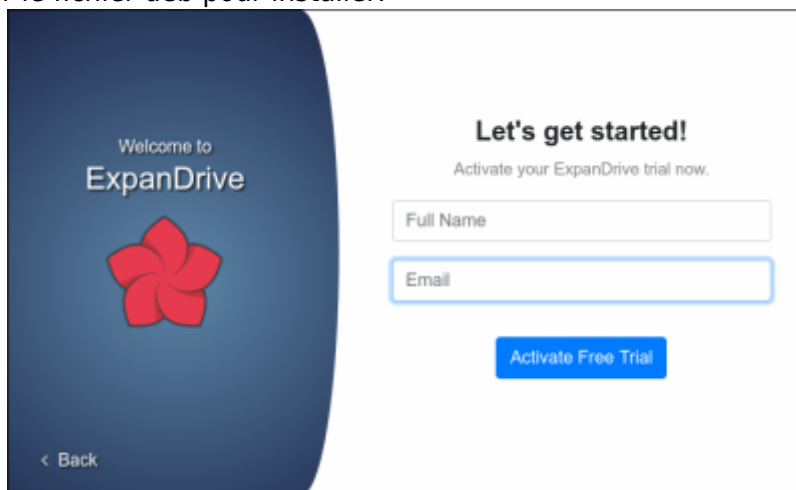 le fichier deb pour installer.
Welcome to
ExpanDrive
< Back
Let's get started!
Activate your ExpanDrive trial now.
Full Name
Email
Activate Free Trial